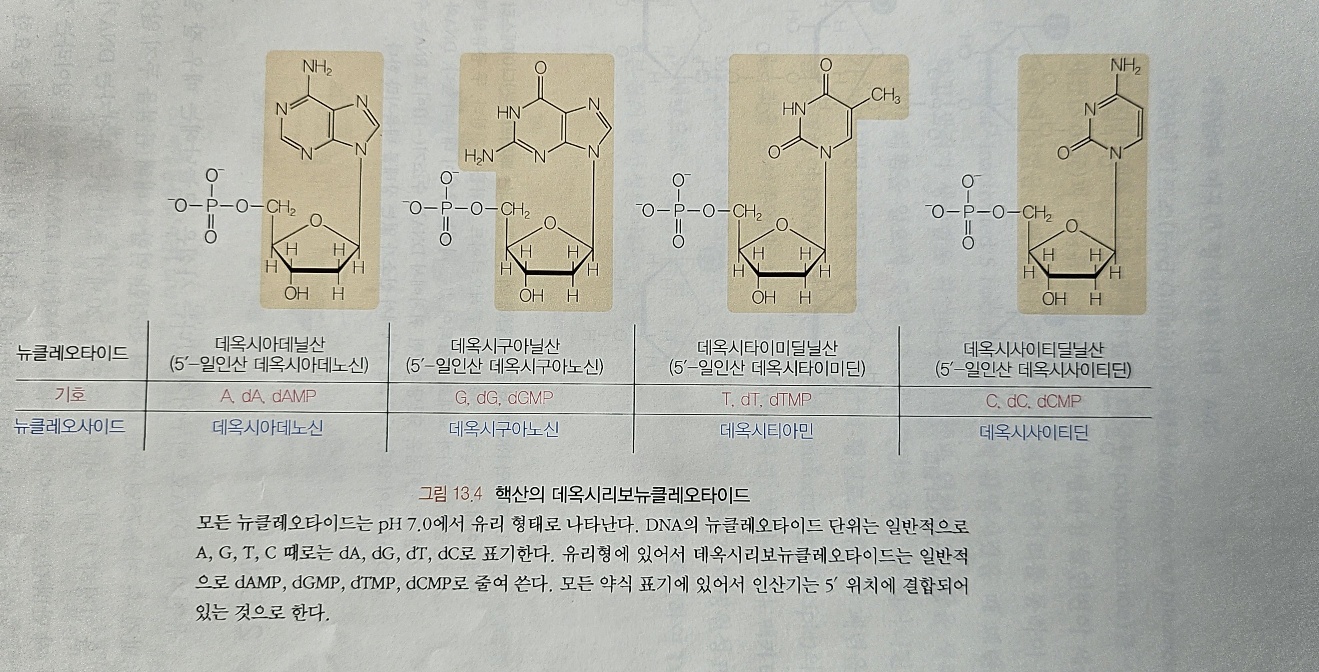 NH₂ O O NH₂
N N HN N HN CH₃ N
N N H₂N N N O N O N
O⁻ O⁻ O⁻ O⁻
⁻O–P–O–CH₂ ⁻O–P–O–CH₂ ⁻O–P–O–CH₂ ⁻O–P–O–CH₂
O O O O O O O O
H H H H H H H H
H H H H H H H H
OH H OH H OH H OH H
뉴클레오타이드 데옥시아데닐산 데옥시구아닐산 데옥시타이미딜닐산 데옥시사이티딜닐산
(5′–일인산 데옥시아데노신) (5′–일인산 데옥시구아노신) (5′–일인산 데옥시타이미딘) (5′–일인산 데옥시사이티딘)
기호 A, dA, dAMP G, dG, dGMP T, dT, dTMP C, dC, dCMP
뉴클레오사이드 데옥시아데노신 데옥시구아노신 데옥시티아민 데옥시사이티딘
그림 13.4 핵산의 데옥시리보뉴클레오타이드
모든 뉴클레오타이드는 pH 7.0에서 유리 형태로 나타난다. DNA의 뉴클레오타이드 단위는 일반적으로
A, G, T, C 때로는 dA, dG, dT, dC로 표기한다. 유리형에 있어서 데옥시리보뉴클레오타이드는 일반적
으로 dAMP, dGMP, dTMP, dCMP로 줄여 쓴다. 모든 약식 표기에 있어서 인산기는 5′ 위치에 결합되어
있는 것으로 한다.